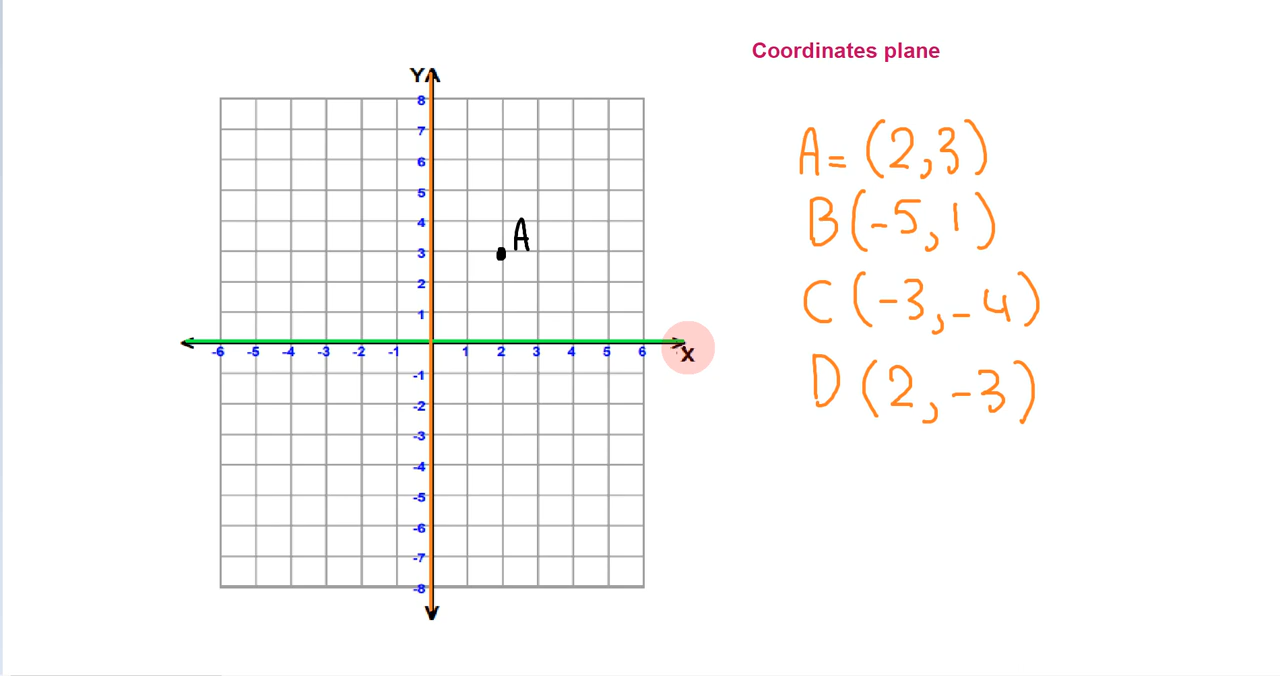 Coordinates plane
Y
8
7
6
5
4
3
2
1
A
-6 -5 -4 -3 -2 -1 1 2 3 4 5 6 X
-1
-2
-3
-4
-5
-6
-7
-8
A = (2,3)
B (-5, 1)
C (-3, -4)
D (2, -3)